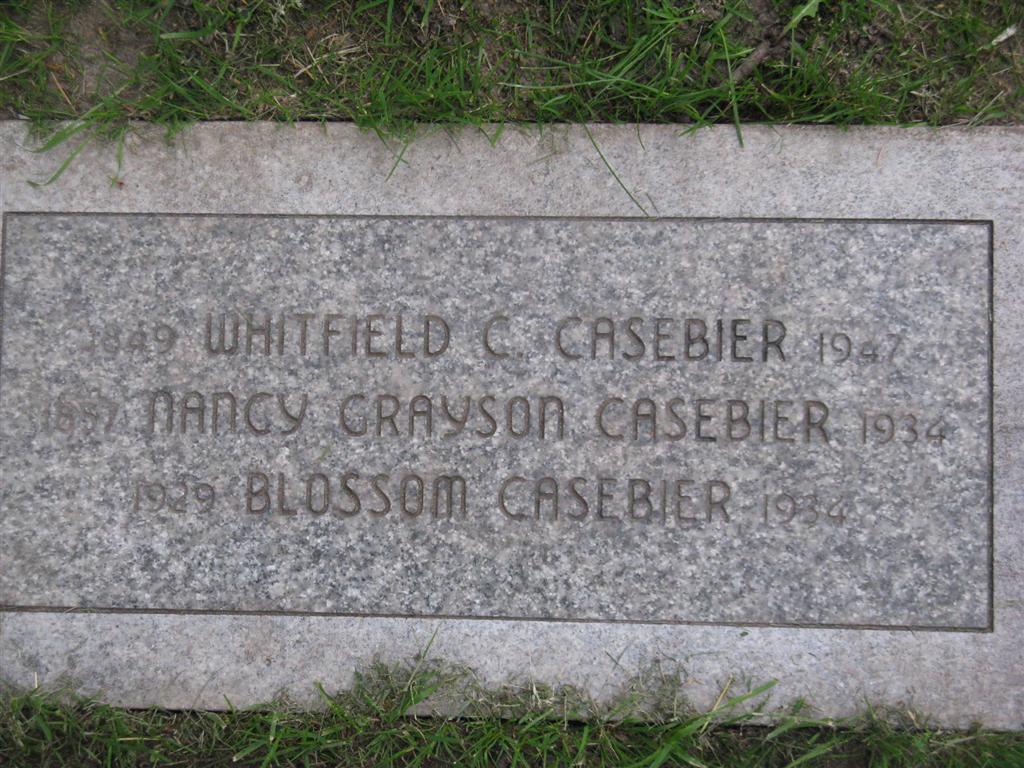 1849 WHITFIELD C. CASEBIER 1947
1857 NANCY GRAYSON CASEBIER 1934
1929 BLOSSOM CASEBIER 1934